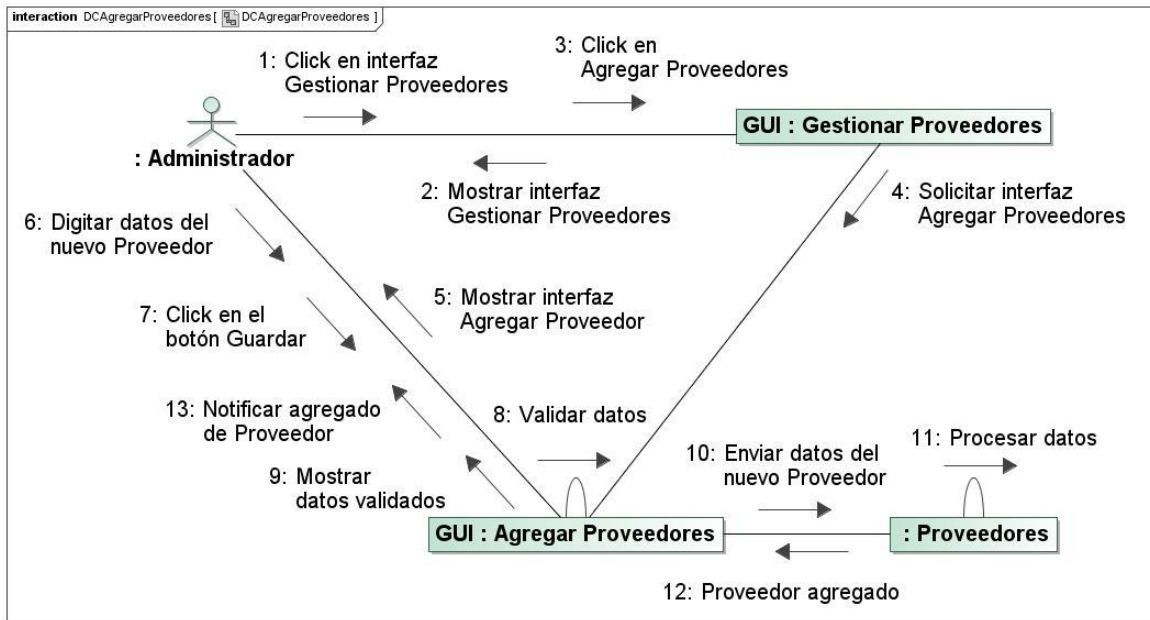 interaction DCAgregarProveedores [ DCAgregarProveedores ]
1: Click en interfaz
Gestionar Proveedores
3: Click en
Agregar Proveedores
: Administrador
GUI : Gestionar Proveedores
2: Mostrar interfaz
Gestionar Proveedores
4: Solicitar interfaz
Agregar Proveedores
6: Digitar datos del
nuevo Proveedor
5: Mostrar interfaz
Agregar Proveedor
7: Click en el
botón Guardar
13: Notificar agregado
de Proveedor
8: Validar datos
9: Mostrar
datos validados
10: Enviar datos del
nuevo Proveedor
11: Procesar datos
GUI : Agregar Proveedores
: Proveedores
12: Proveedor agregado